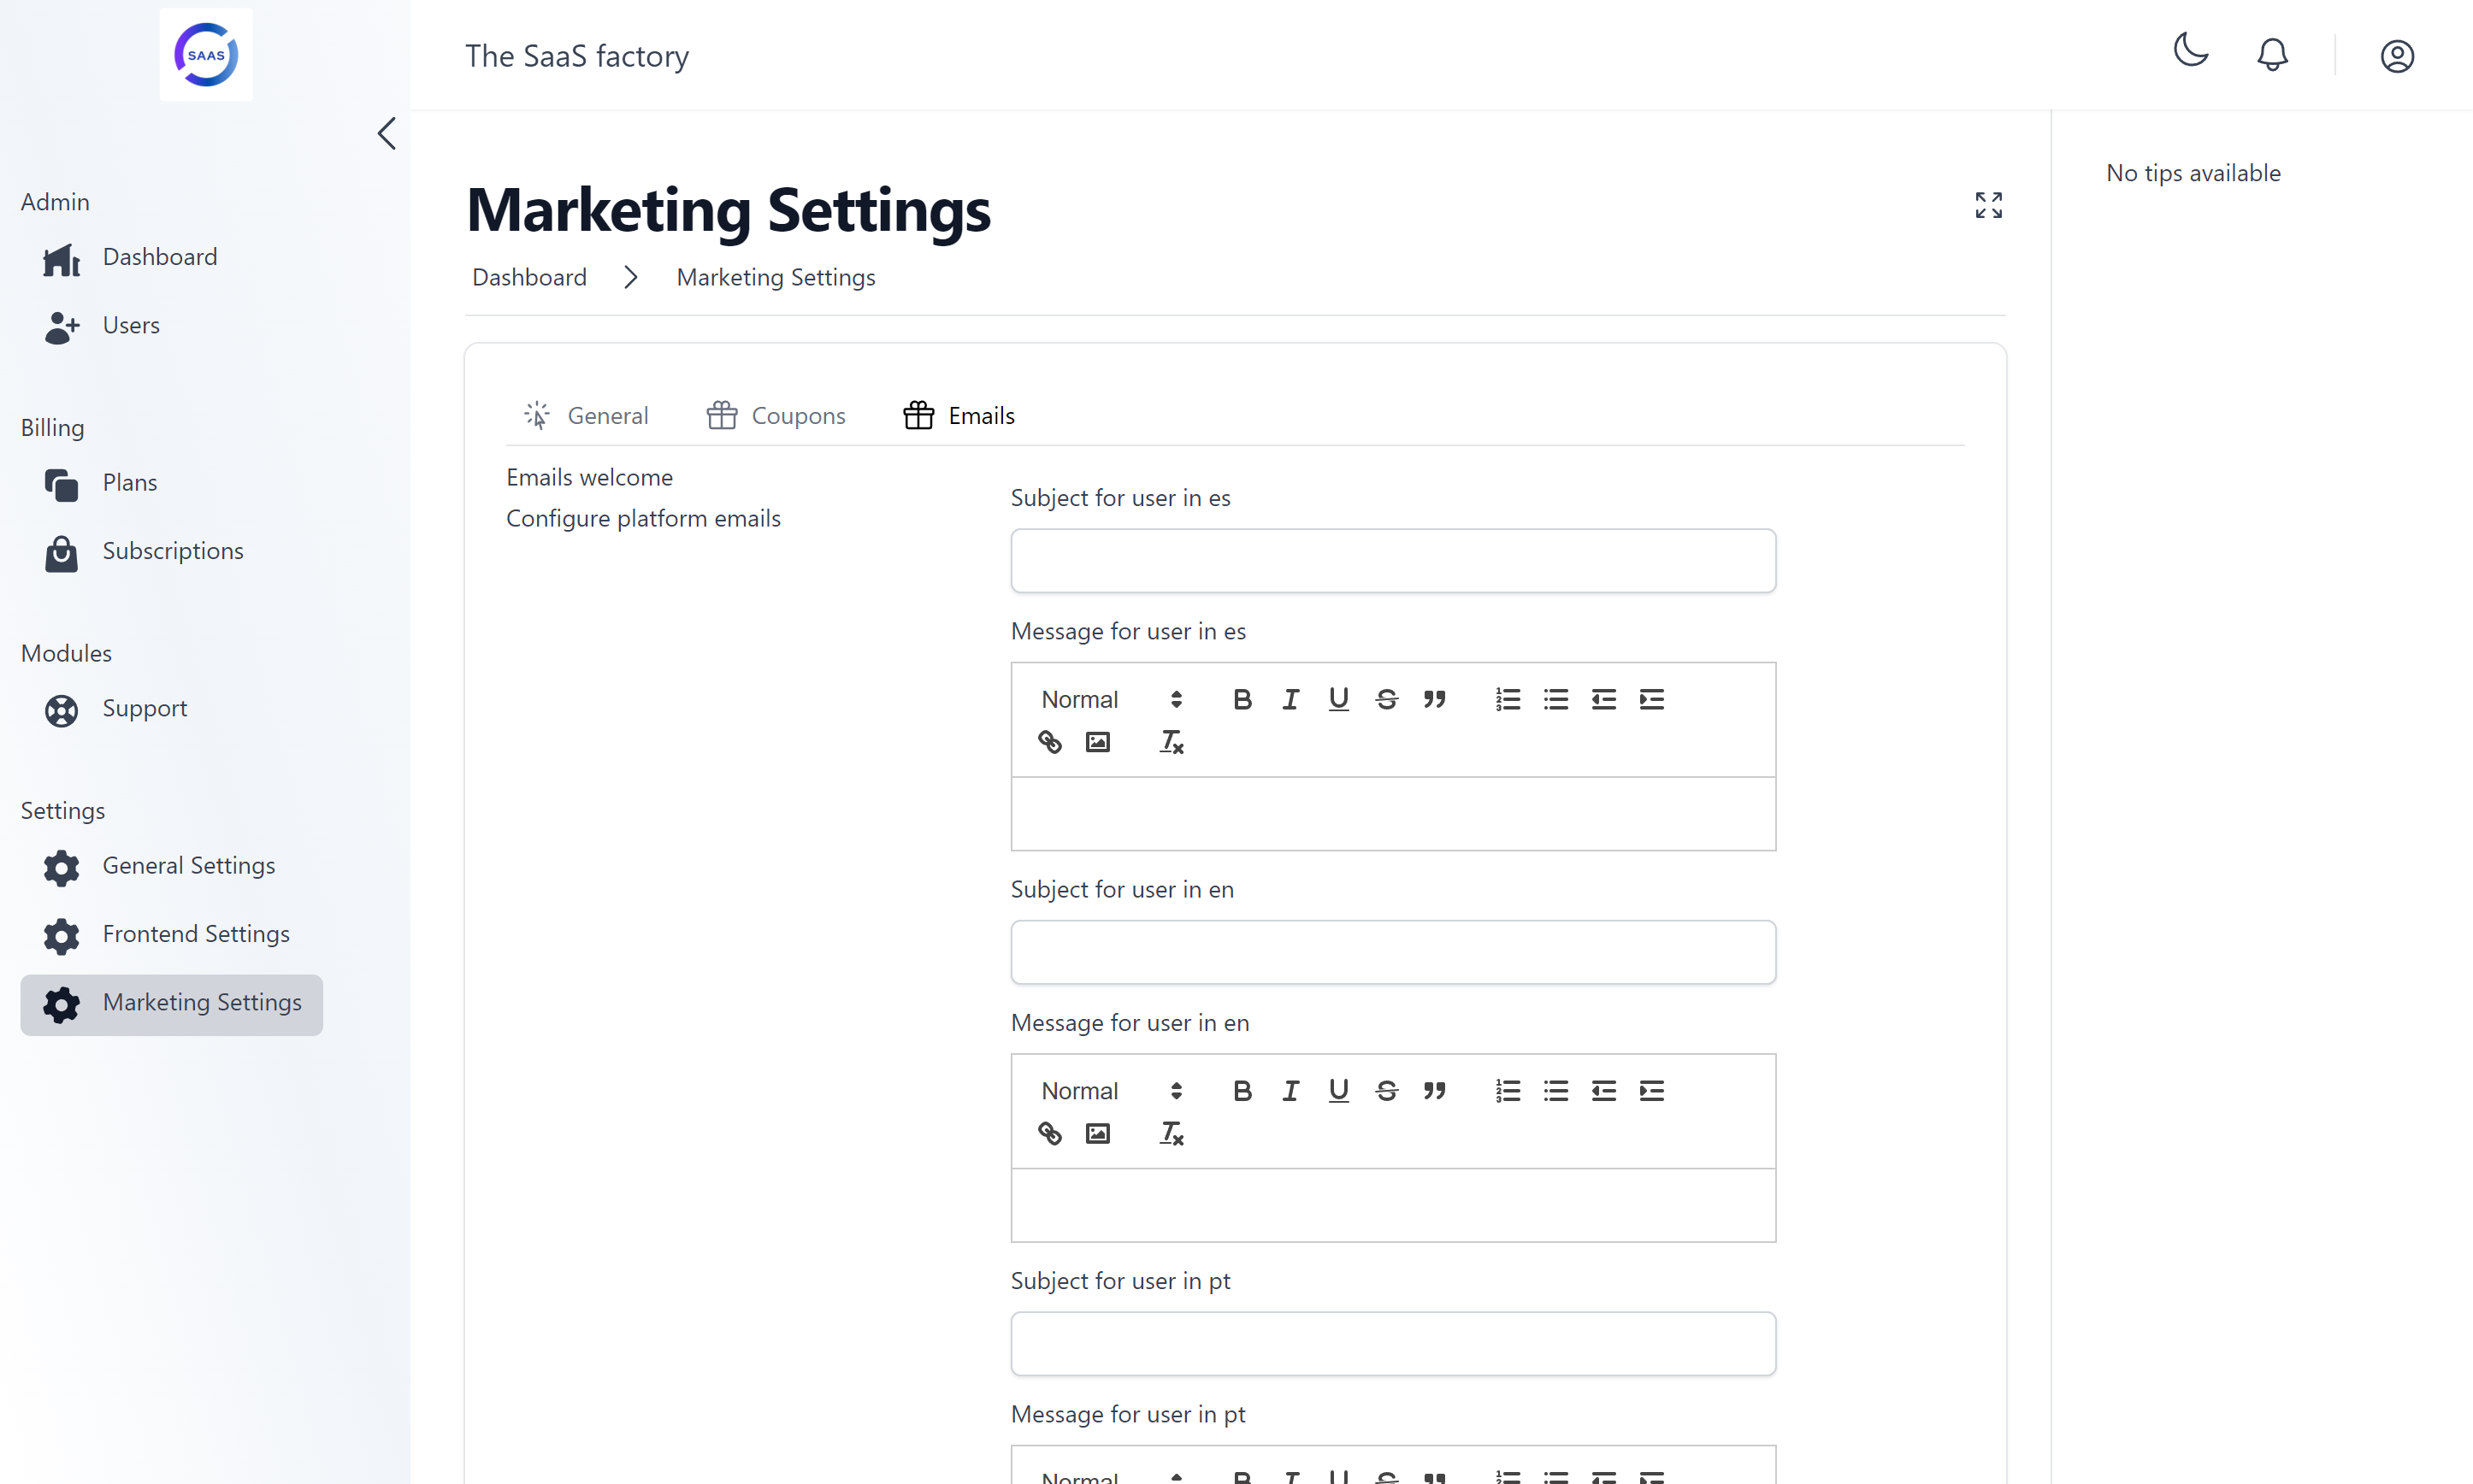 SAAS
The SaaS factory
Admin
Dashboard
Users
Billing
Plans
Subscriptions
Modules
Support
Settings
General Settings
Frontend Settings
Marketing Settings
Marketing Settings
Dashboard
Marketing Settings
General
Coupons
Emails
Emails welcome
Configure platform emails
Subject for user in es
Message for user in es
Normal
Subject for user in en
Message for user in en
Normal
Subject for user in pt
Message for user in pt
Normal
No tips available